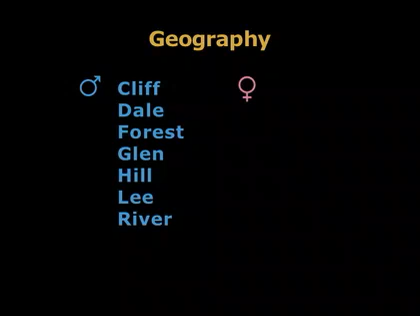 Geography
♂ Cliff ♀
Dale
Forest
Glen
Hill
Lee
River